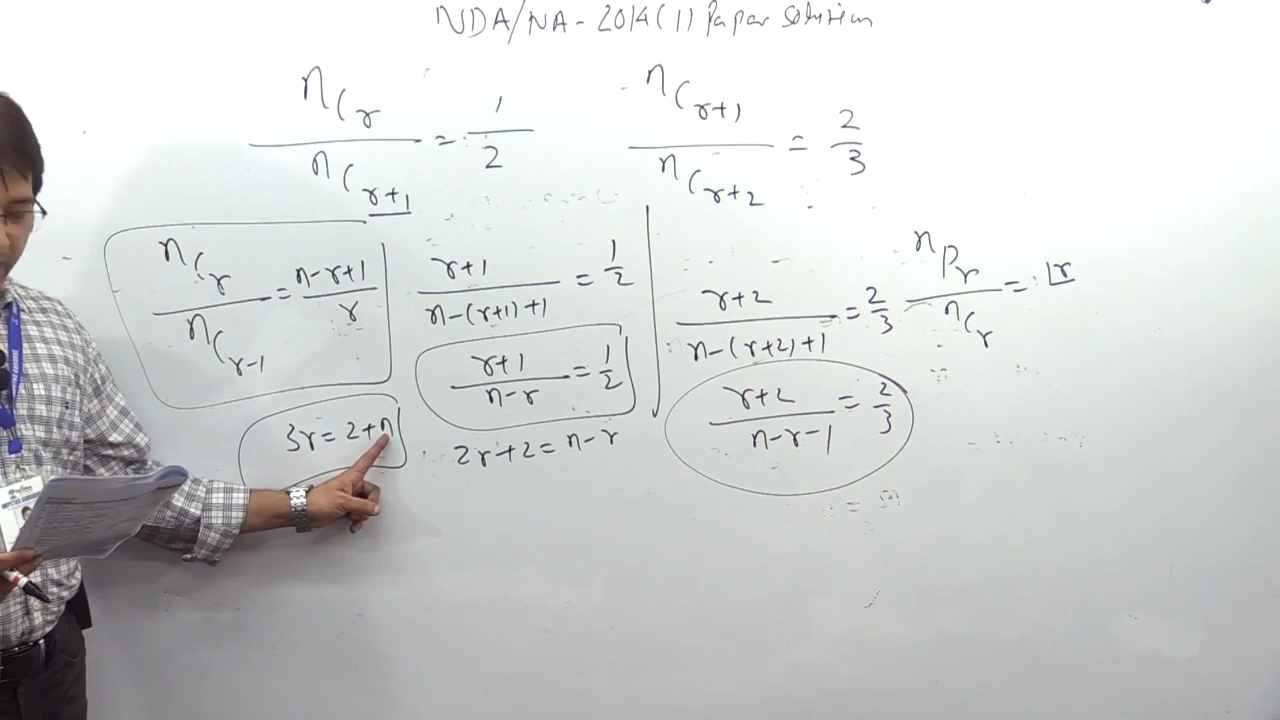 NDA/NA - 2014(1) Paper Solution
nCr / nCr+1 = 1/2
nCr+1 / nCr+2 = 2/3
nCr / nCr-1 = n-r+1 / r
r+1 / n-(r+1)+1 = 1/2
r+1 / n-r = 1/2
2r+2 = n-r
3r = 2+n
r+2 / n-(r+2)+1 = 2/3
r+2 / n-r-1 = 2/3
nPr / nCr = ⌊r